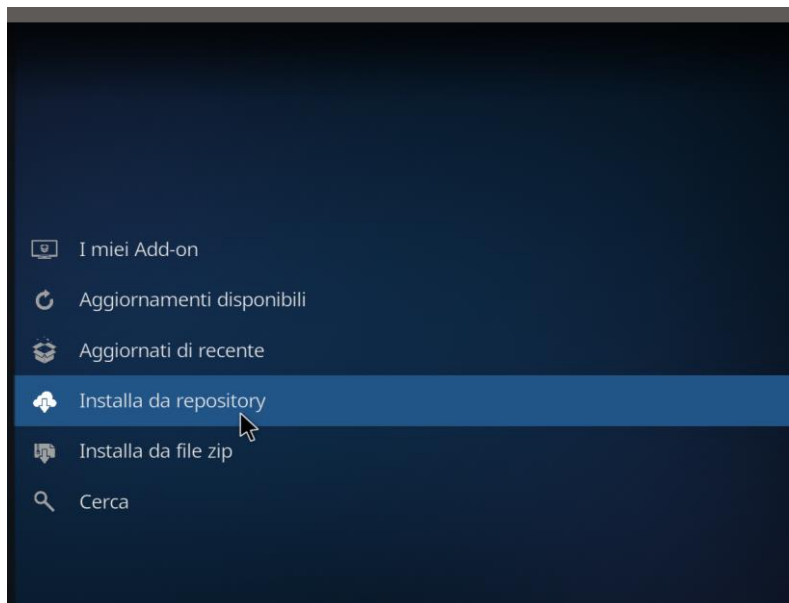 I miei Add-on
Aggiornamenti disponibili
Aggiornati di recente
Installa da repository
Installa da file zip
Cerca